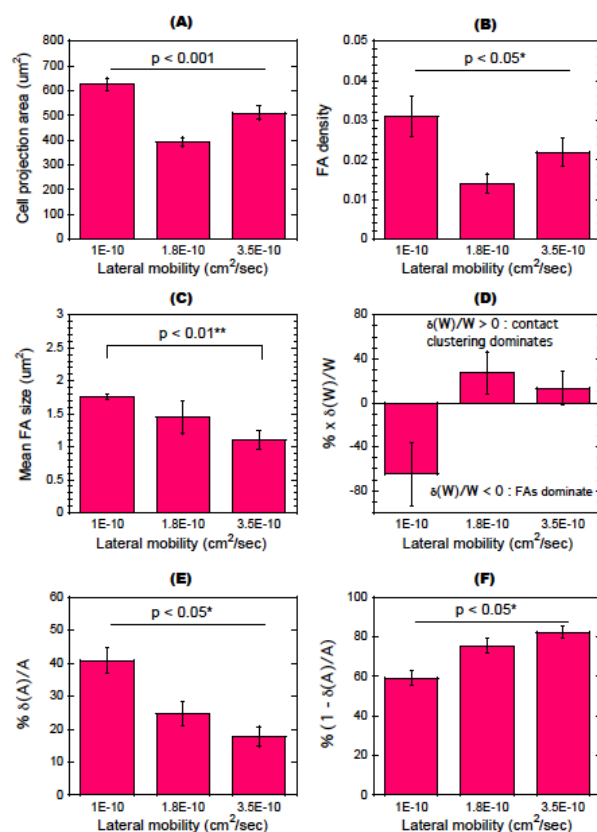 (A)
p < 0.001
Cell projection area (um²)
800
700
600
500
400
300
200
100
0
1E-10 1.8E-10 3.5E-10
Lateral mobility (cm²/sec)
(B)
p < 0.05*
FA density
0.05
0.04
0.03
0.02
0.01
0
1E-10 1.8E-10 3.5E-10
Lateral mobility (cm²/sec)
(C)
p < 0.01**
Mean FA size (um²)
3
2.5
2
1.5
1
0.5
0
1E-10 1.8E-10 3.5E-10
Lateral mobility (cm²/sec)
(D)
δ(W)/W > 0 : contact
clustering dominates
% x δ(W)/W
80
40
0
-40
-80
δ(W)/W < 0 : FAs dominate
1E-10 1.8E-10 3.5E-10
Lateral mobility (cm²/sec)
(E)
p < 0.05*
% δ(A)/A
60
50
40
30
20
10
0
1E-10 1.8E-10 3.5E-10
Lateral mobility (cm²/sec)
(F)
p < 0.05*
% (1 - δ(A)/A)
100
80
60
40
20
0
1E-10 1.8E-10 3.5E-10
Lateral mobility (cm²/sec)